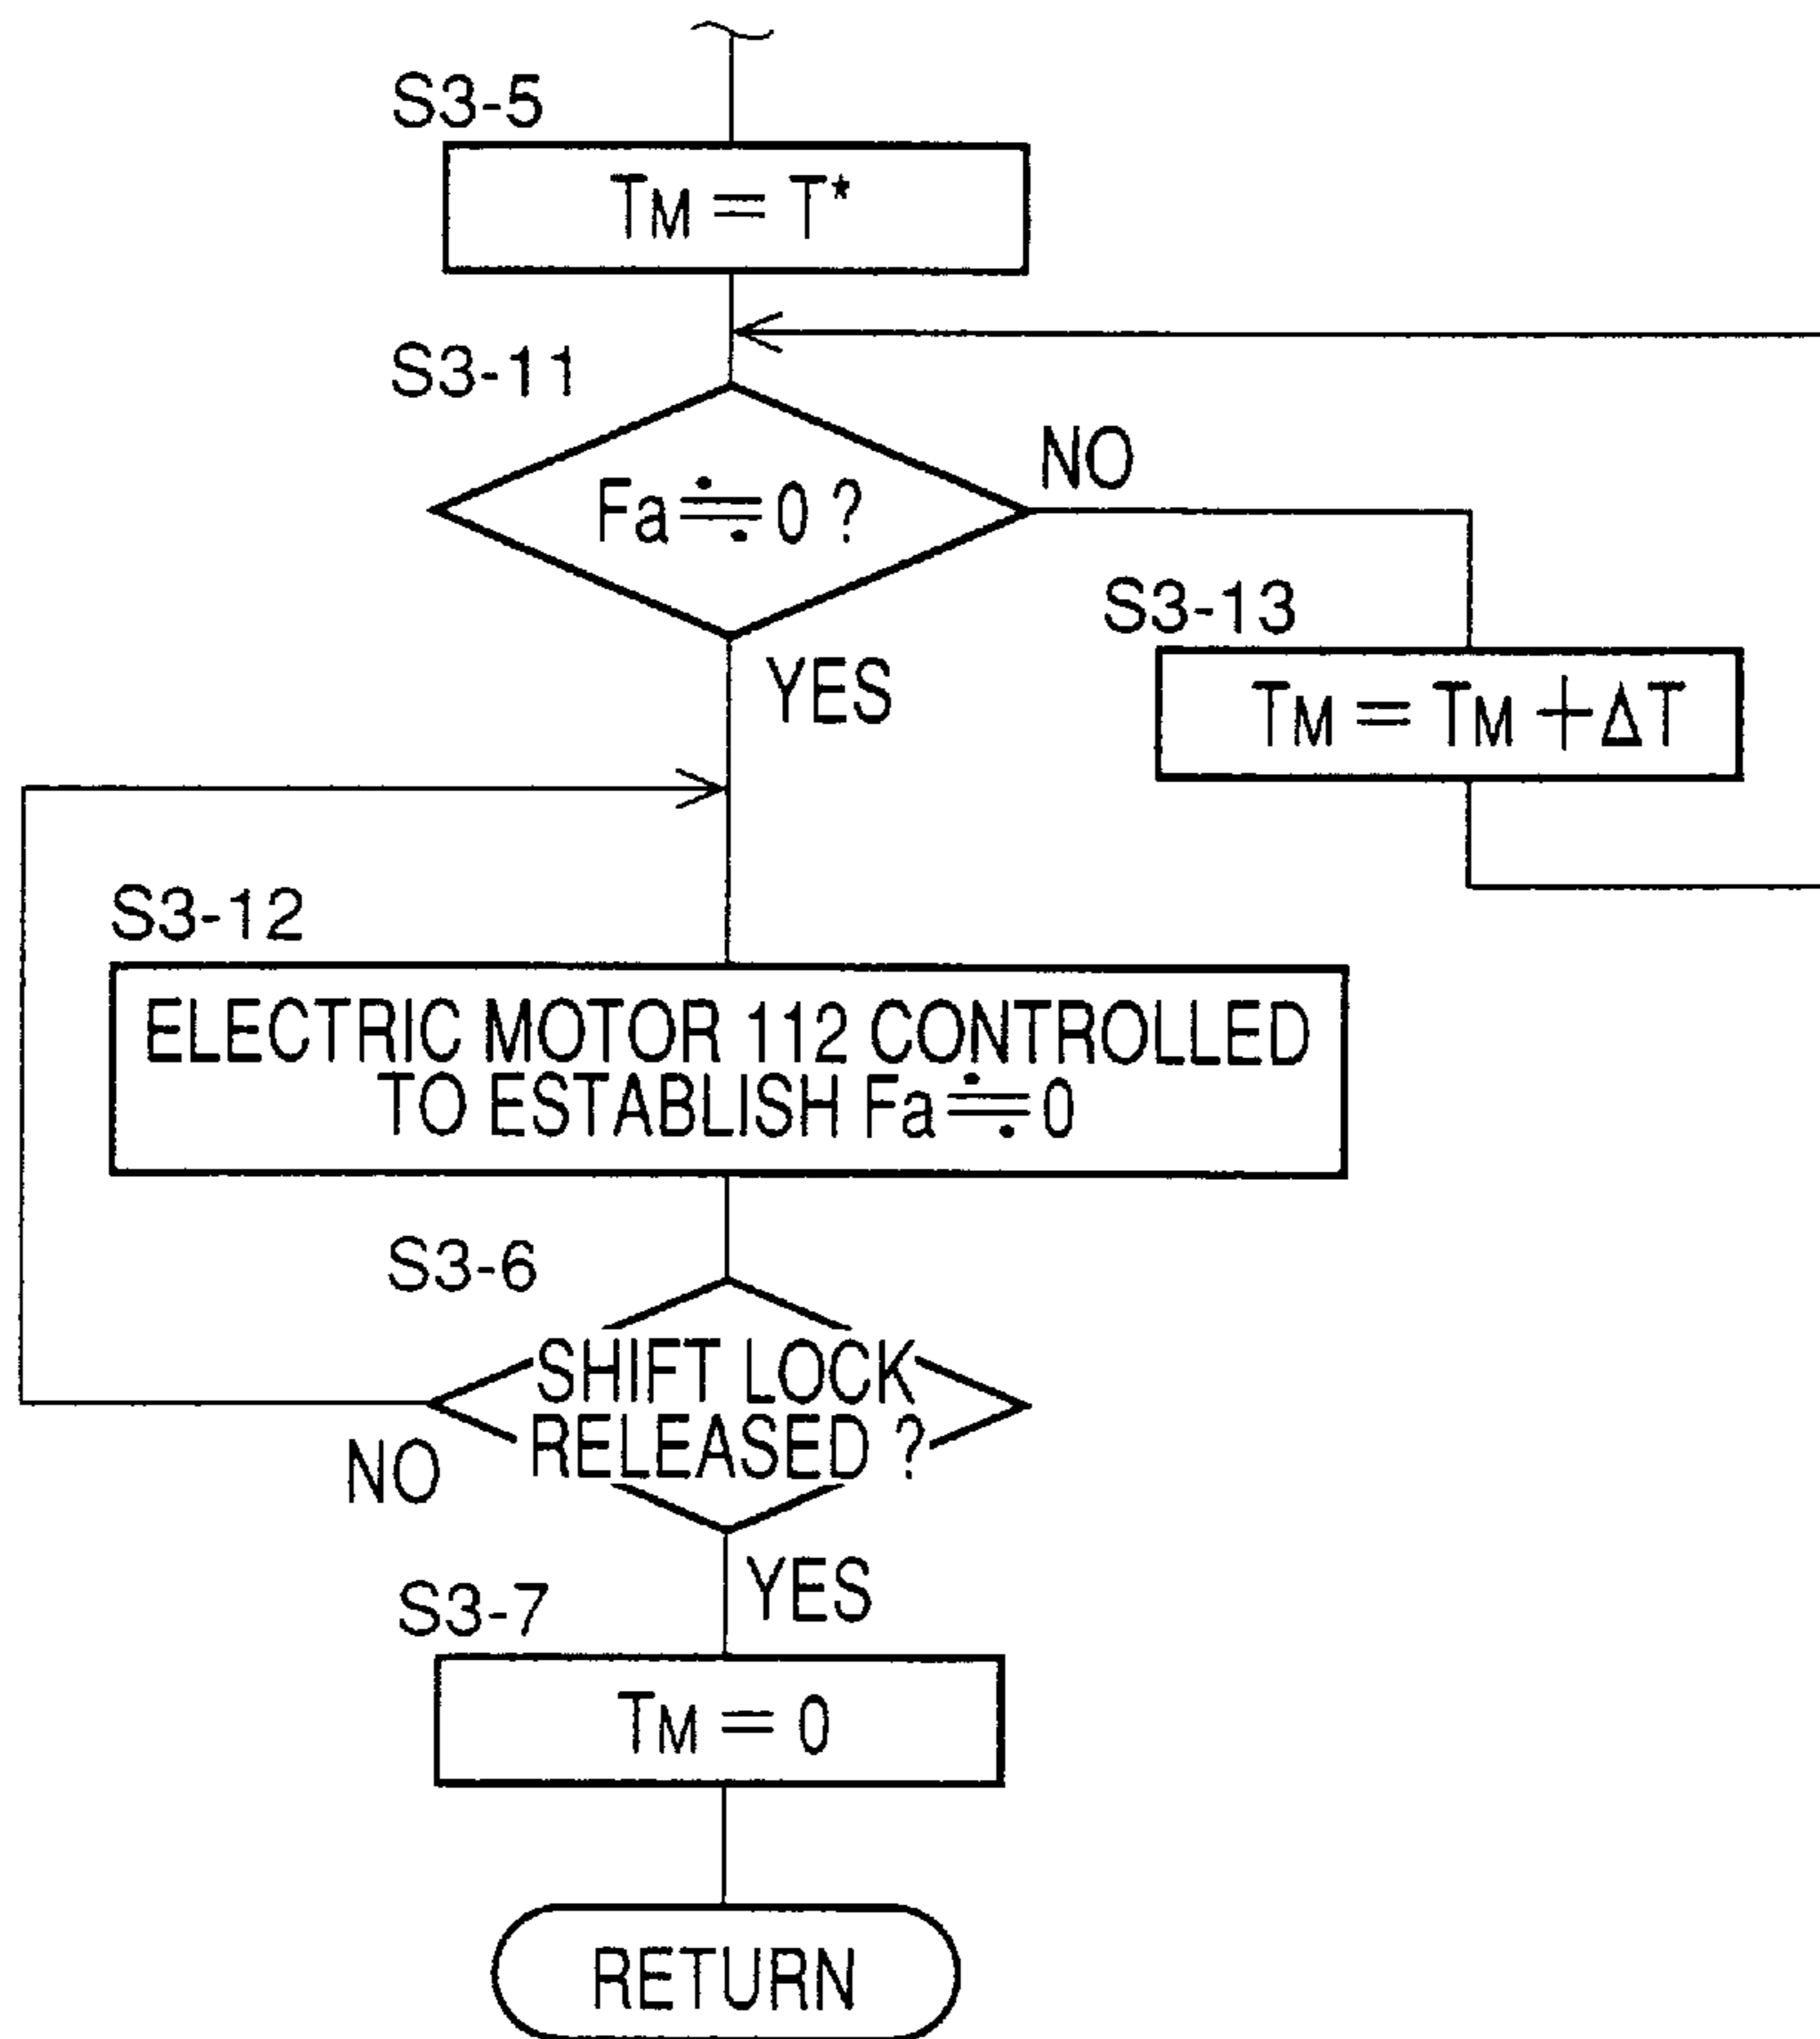 S3-5
TM = T*
S3-11
Fa ≒ 0 ?
NO
YES
S3-13
TM = TM + ΔT
S3-12
ELECTRIC MOTOR 112 CONTROLLED
TO ESTABLISH Fa ≒ 0
S3-6
SHIFT LOCK
RELEASED ?
NO
YES
S3-7
TM = 0
RETURN